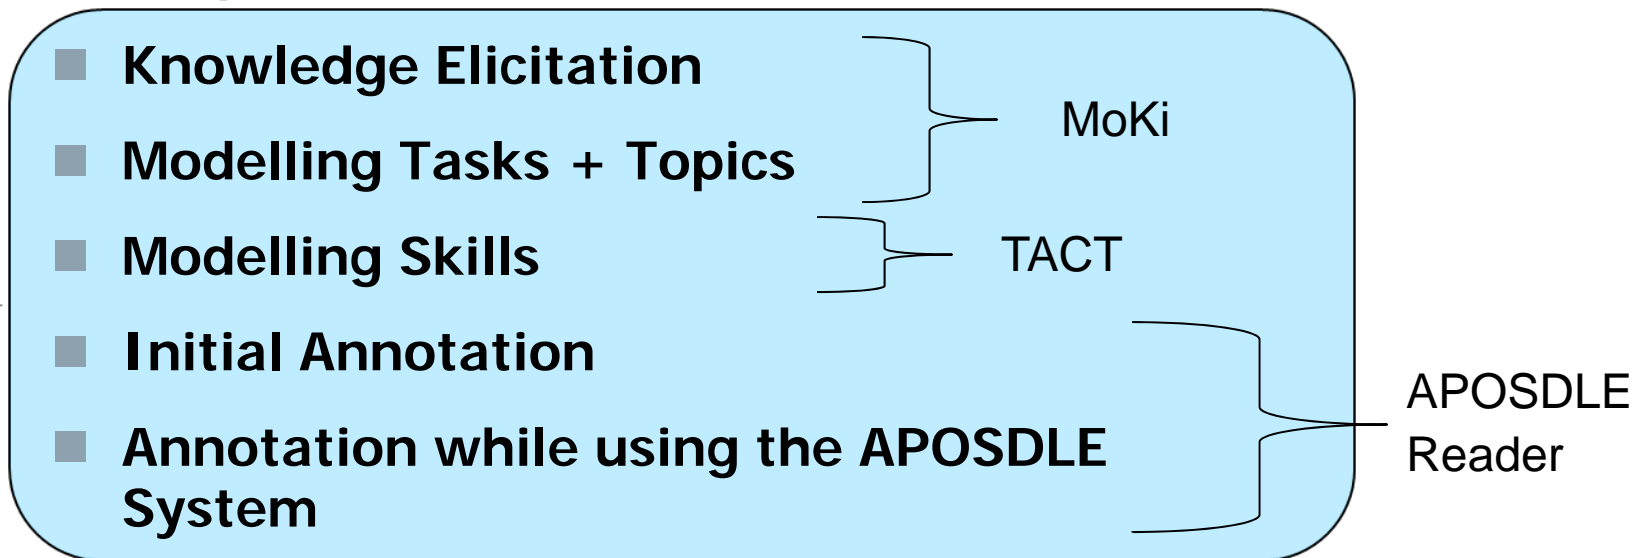 Knowledge Elicitation
MoKi
Modelling Tasks + Topics
Modelling Skills
TACT
Initial Annotation
Annotation while using the APOSDLE
System
APOSDLE
Reader